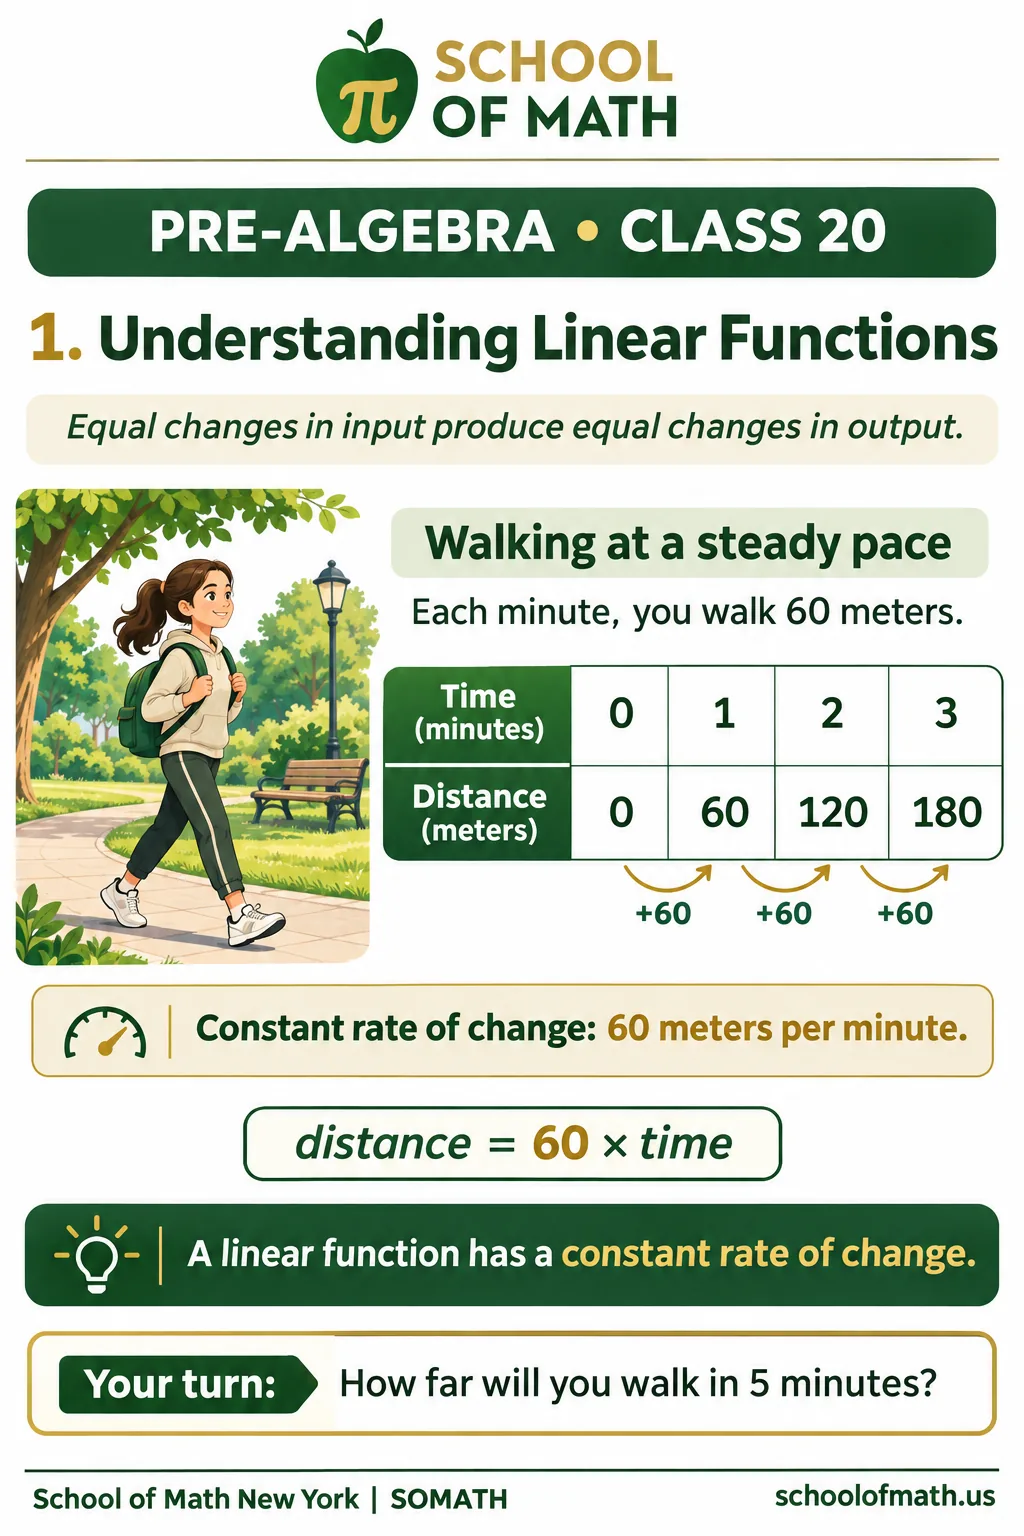 π
SCHOOL
OF MATH
PRE-ALGEBRA • CLASS 20
1. Understanding Linear Functions
Equal changes in input produce equal changes in output.
Walking at a steady pace
Each minute, you walk 60 meters.
Time (minutes) 0 1 2 3
Distance (meters) 0 60 120 180
+60 +60 +60
Constant rate of change: 60 meters per minute.
distance = 60 × time
A linear function has a constant rate of change.
Your turn: How far will you walk in 5 minutes?
School of Math New York | SOMATH
schoolofmath.us